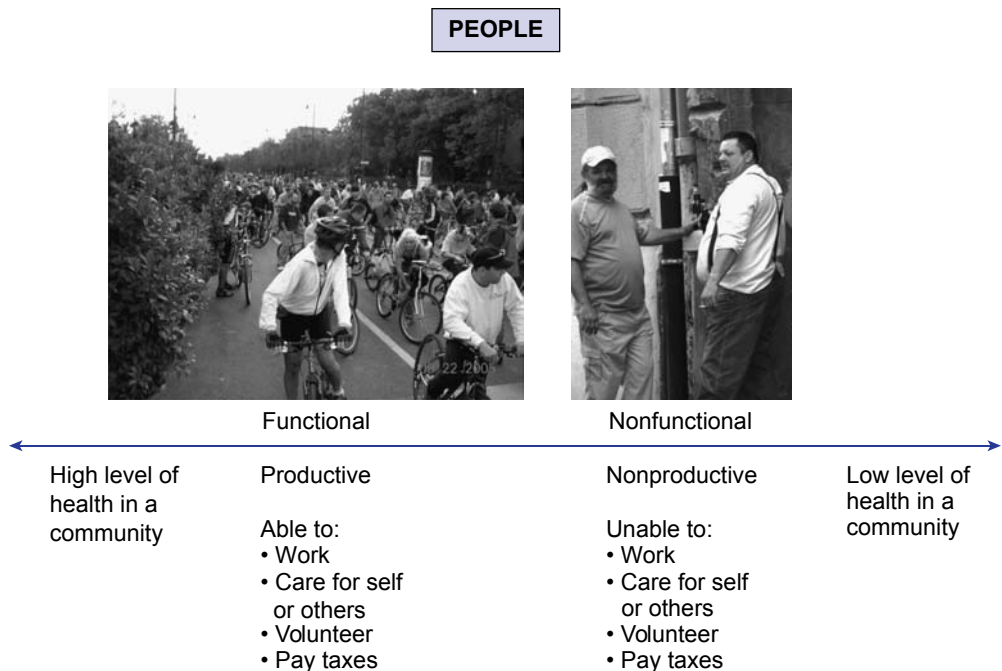 PEOPLE
Functional
Nonfunctional
High level of
health in a
community
Productive
Able to:
• Work
• Care for self
or others
• Volunteer
• Pay taxes
Nonproductive
Unable to:
• Work
• Care for self
or others
• Volunteer
• Pay taxes
Low level of
health in a
community